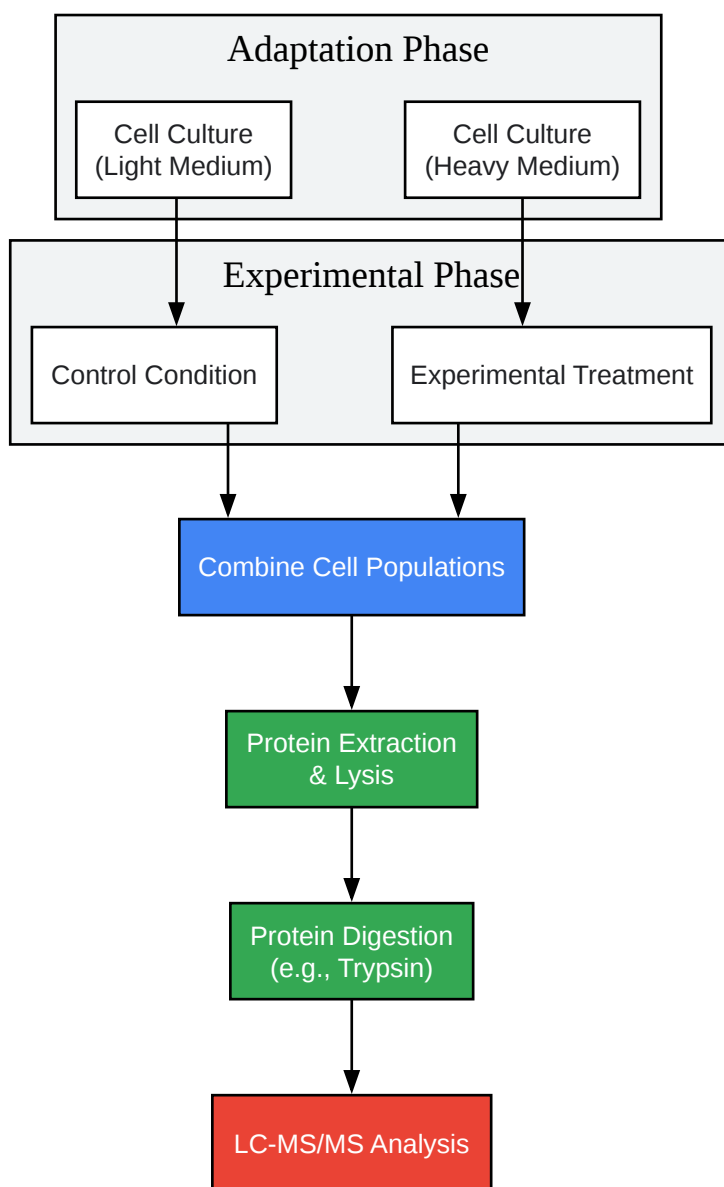 Adaptation Phase
Cell Culture
(Light Medium)
Cell Culture
(Heavy Medium)
Experimental Phase
Control Condition
Experimental Treatment
Combine Cell Populations
Protein Extraction
& Lysis
Protein Digestion
(e.g., Trypsin)
LC-MS/MS Analysis